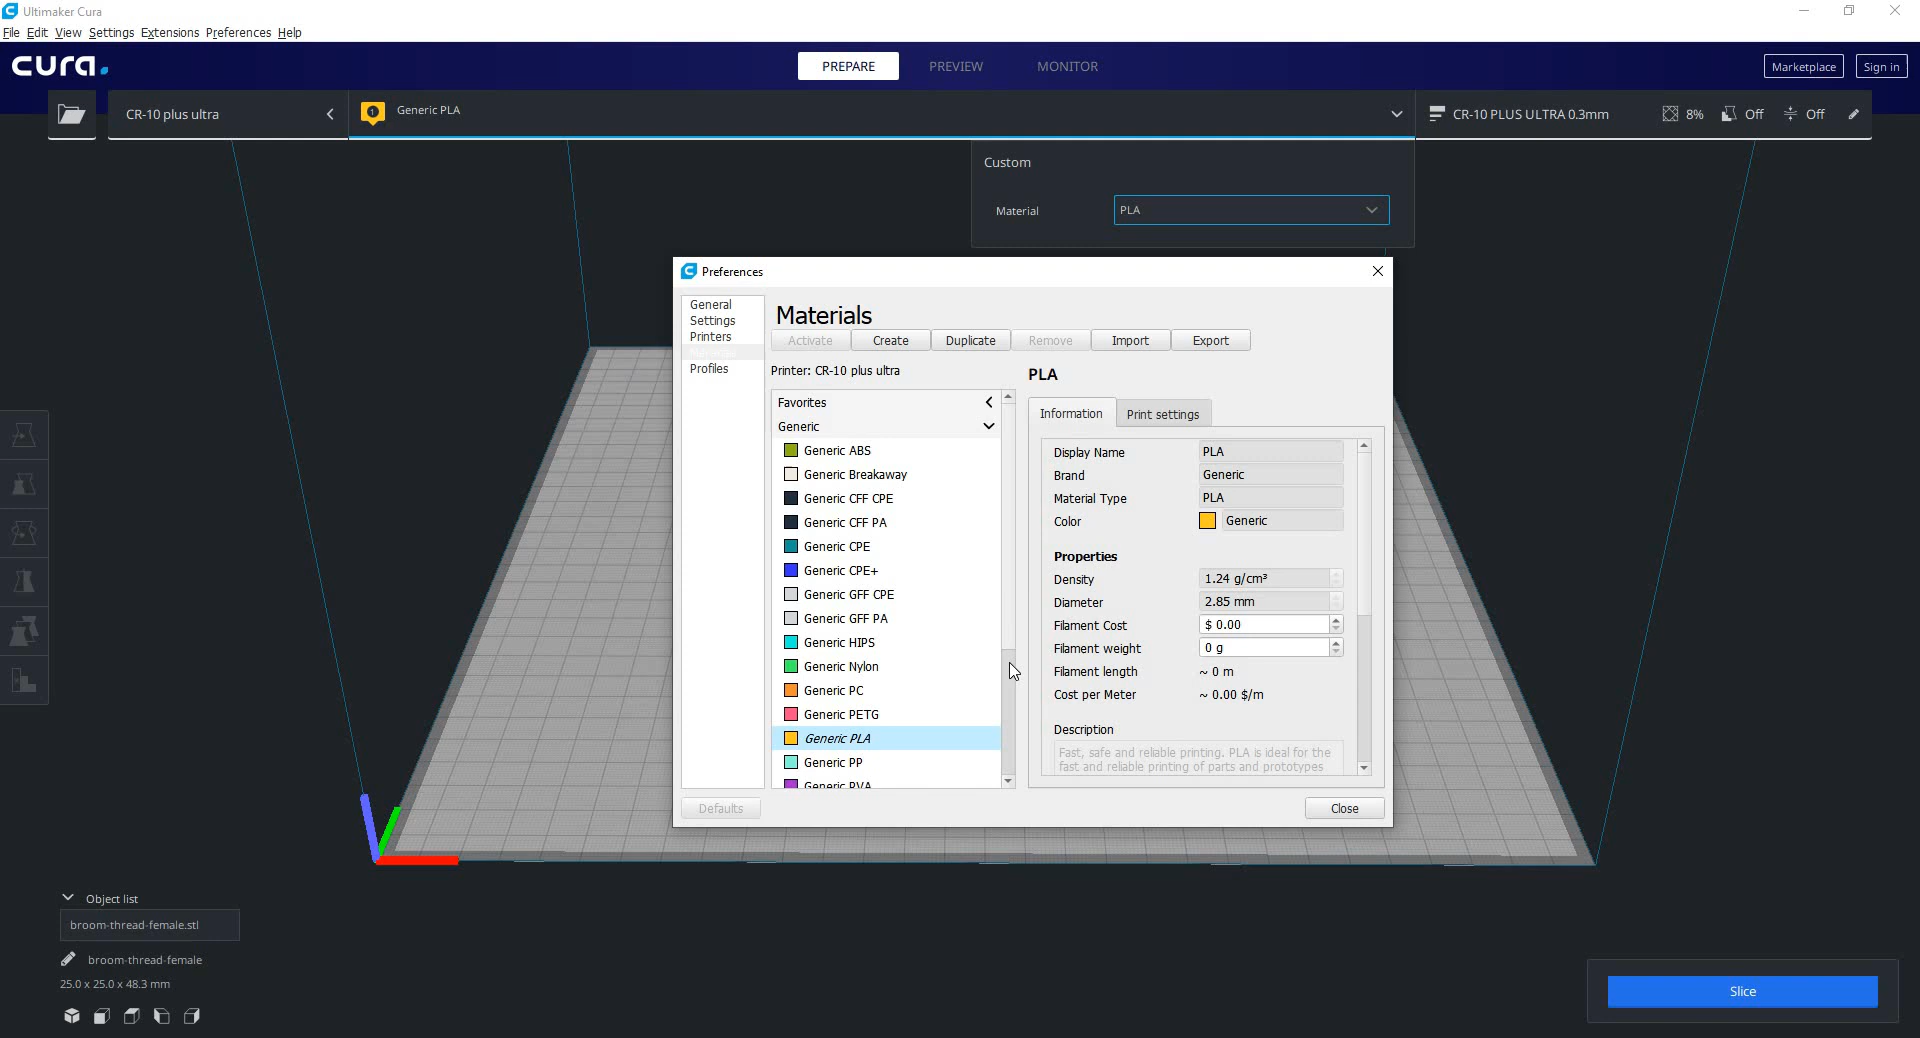 Ultimaker Cura
File Edit View Settings Extensions Preferences Help
cura.
PREPARE
PREVIEW
MONITOR
Marketplace
Sign in
CR-10 plus ultra
1
Generic PLA
CR-10 PLUS ULTRA 0.3mm
8%
Off
Off
Custom
Material
PLA
Preferences
General
Settings
Printers
Profiles
Materials
Activate
Create
Duplicate
Remove
Import
Export
Printer: CR-10 plus ultra
Favorites
Generic
Generic ABS
Generic Breakaway
Generic CFF CPE
Generic CFF PA
Generic CPE
Generic CPE+
Generic GFF CPE
Generic GFF PA
Generic HIPS
Generic Nylon
Generic PC
Generic PETG
Generic PLA
Generic PP
Generic PVA
PLA
Information
Print settings
Display Name PLA
Brand Generic
Material Type PLA
Color Generic
Properties
Density 1.24 g/cm³
Diameter 2.85 mm
Filament Cost $ 0.00
Filament weight 0 g
Filament length ~ 0 m
Cost per Meter ~ 0.00 $/m
Description
Fast, safe and reliable printing. PLA is ideal for the
fast and reliable printing of parts and prototypes
Defaults
Close
Object list
broom-thread-female.stl
broom-thread-female
25.0 x 25.0 x 48.3 mm
Slice